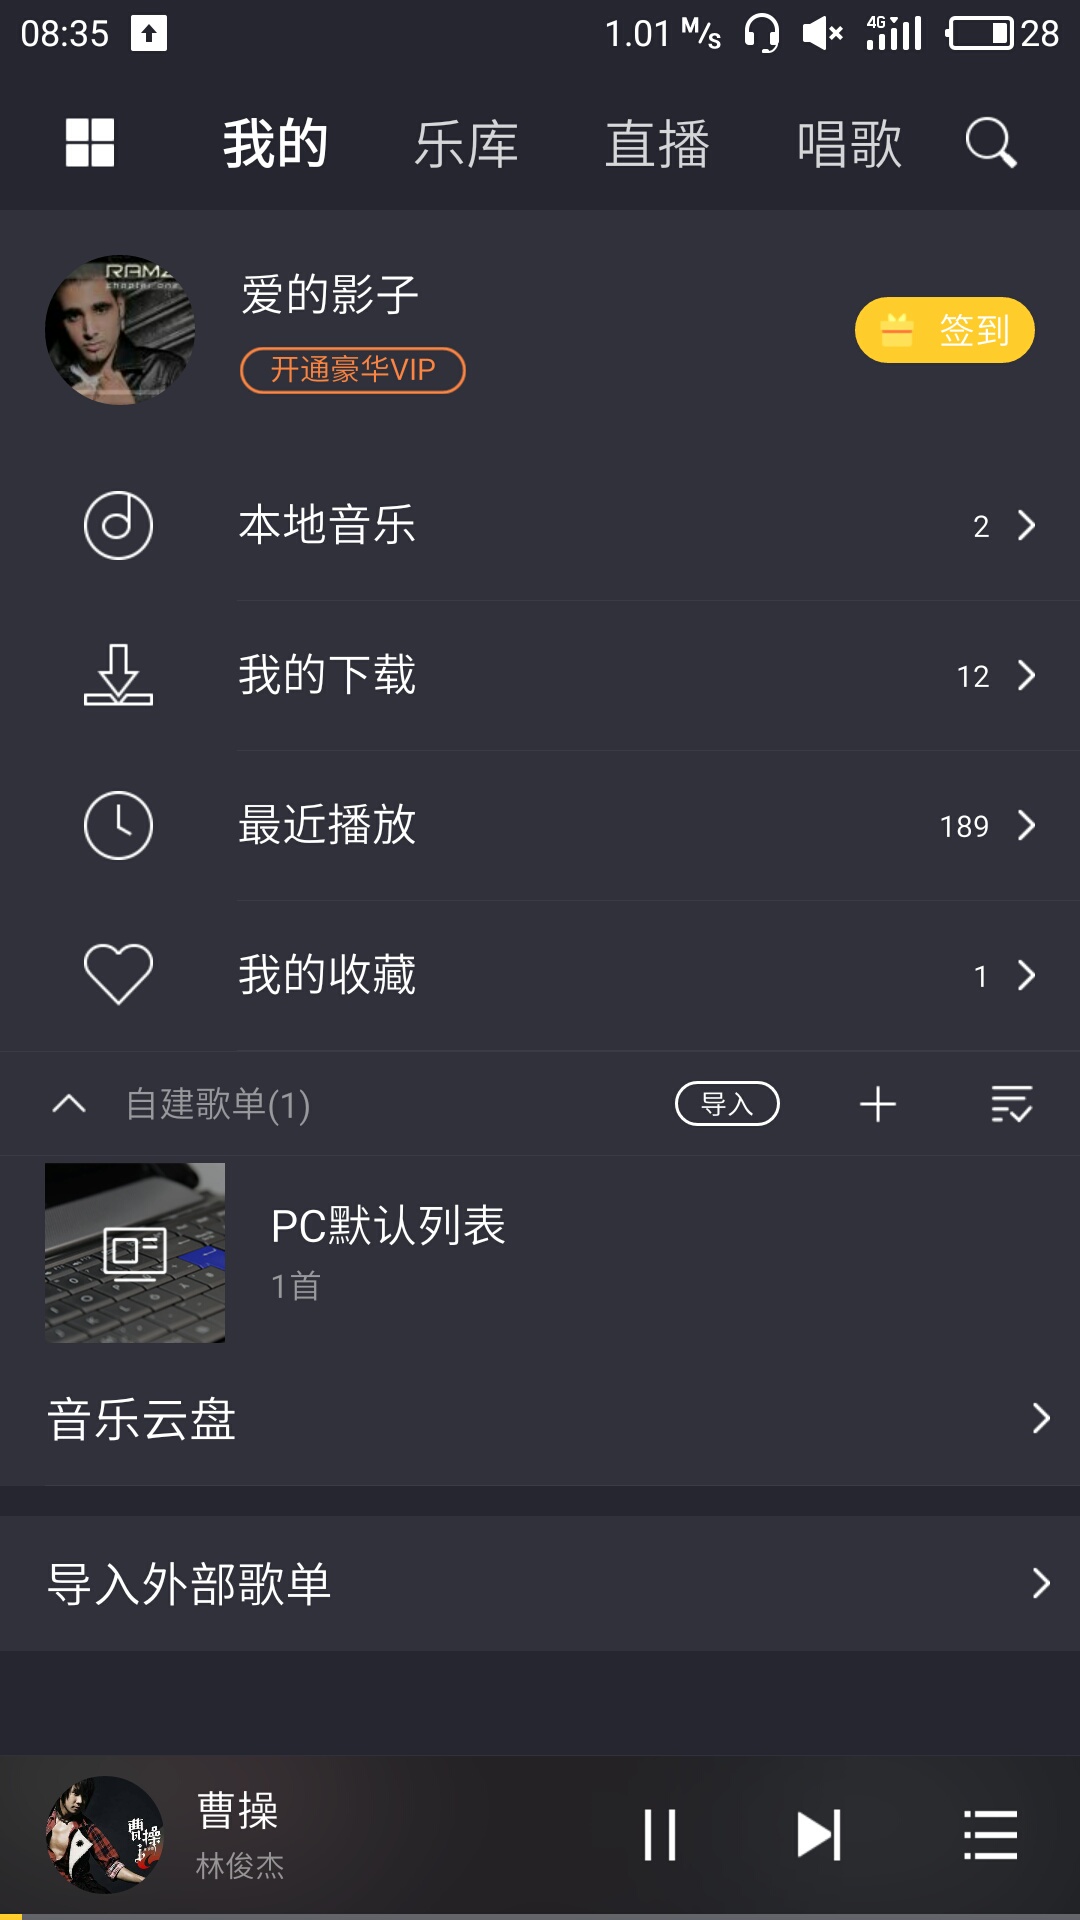 08:35 1.01 M/s 4G 28
我的 乐库 直播 唱歌
RAMZ
chapter one
爱的影子
签到
开通豪华VIP
本地音乐 2
我的下载 12
最近播放 189
我的收藏 1
自建歌单(1) 导入
PC默认列表
1首
音乐云盘
导入外部歌单
曹操
曹操
林俊杰